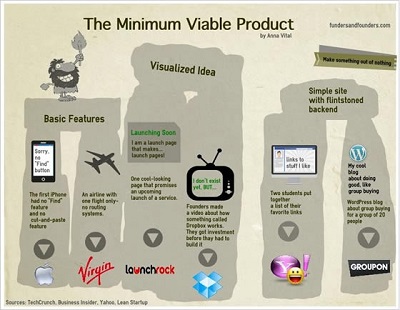 The Minimum Viable Product
by Anna Vital
fundersandfounders.com
Make something out of nothing
Visualized Idea
Simple site
with flintstoned
backend
Basic Features
Sorry,
no
"Find"
button
The first iPhone
had no "Find"
feature
and no
cut-and-paste
feature
An airline with
one flight only-
no routing
systems.
Virgin
Launching Soon
I am a launch page
that makes...
launch pages!
One cool-looking
page that promises
an upcoming
launch of a service.
launchrock
I don't exist
yet, BUT...
Founders made
a video about how
something called
Dropbox works.
They got investment
before they had to
build it
links to
stuff I like
Two students put
together
a list of
their favorite links
Y!
My cool
blog
about doing
good, like
group buying
WordPress blog
about group buying
for a group of 20
people
GROUPON
Sources: TechCrunch, Business Insider, Yahoo, Lean Startup